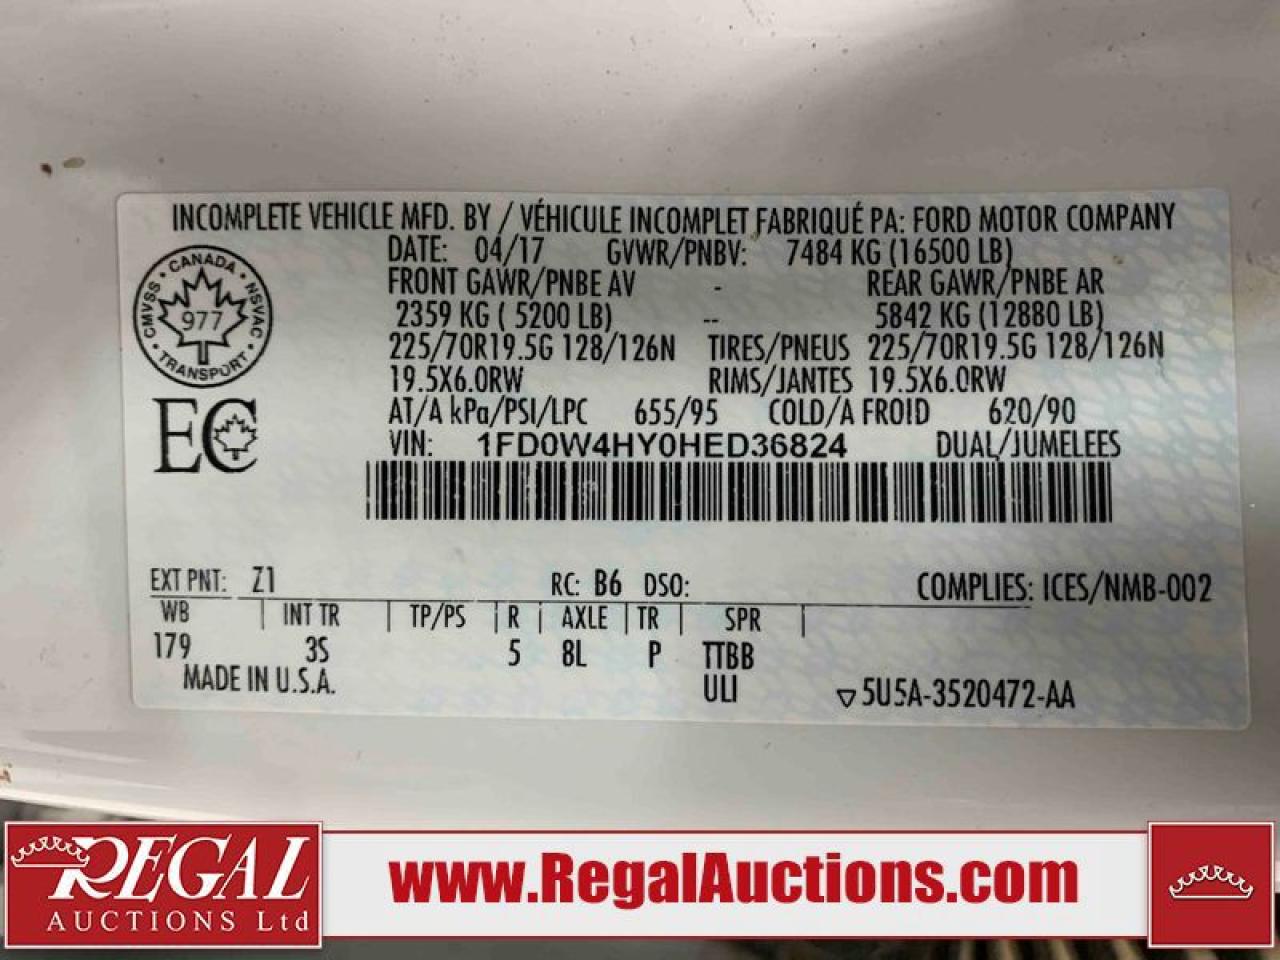 INCOMPLETE VEHICLE MFD. BY / VÉHICULE INCOMPLET FABRIQUÉ PA: FORD MOTOR COMPANY
DATE: 04/17 GVWR/PNBV: 7484 KG (16500 LB)
FRONT GAWR/PNBE AV - REAR GAWR/PNBE AR
2359 KG ( 5200 LB) -- 5842 KG (12880 LB)
225/70R19.5G 128/126N TIRES/PNEUS 225/70R19.5G 128/126N
19.5X6.0RW RIMS/JANTES 19.5X6.0RW
AT/A kPa/PSI/LPC 655/95 COLD/A FROID 620/90
VIN: 1FD0W4HY0HED36824 DUAL/JUMELEES
CANADA
CMVSS 977 NSVAC
TRANSPORT
EC
EXT PNT: Z1 RC: B6 DSO: COMPLIES: ICES/NMB-002
WB | INT TR | TP/PS | R | AXLE | TR | SPR |
179 3S 5 8L P TTBB
MADE IN U.S.A. ULI ▽ 5U5A-3520472-AA
REGAL
AUCTIONS Ltd
www.RegalAuctions.com